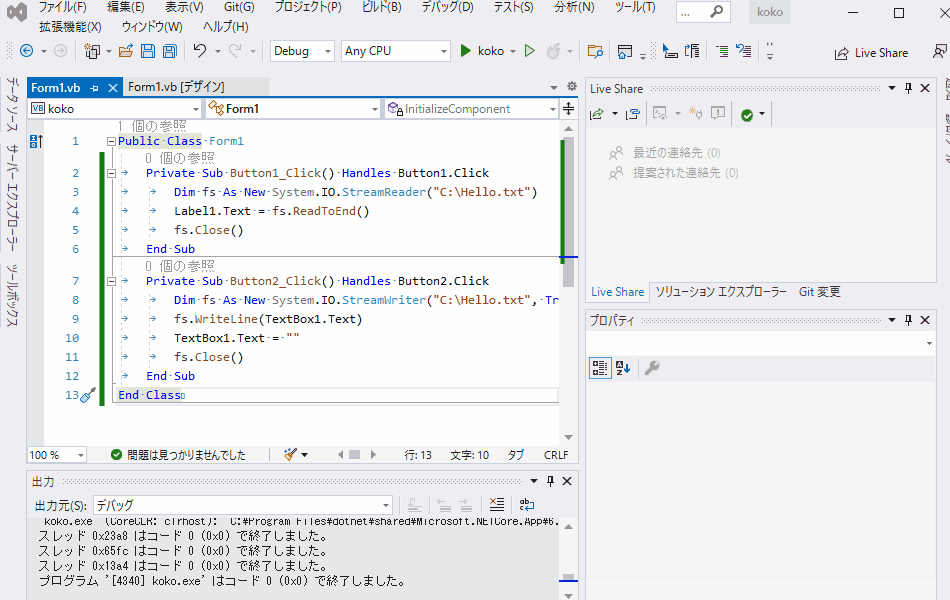 ファイル(F) 編集(E) 表示(V) Git(G) プロジェクト(P) ビルド(B) デバッグ(D) テスト(S) 分析(N) ツール(T) ... koko
拡張機能(X) ウィンドウ(W) ヘルプ(H)
Debug Any CPU koko Live Share
データ ソース
サーバー エクスプローラー
ツールボックス
Form1.vb Form1.vb [デザイン]
VB koko Form1 InitializeComponent
1 個の参照
1 Public Class Form1
0 個の参照
2 Private Sub Button1_Click() Handles Button1.Click
3 Dim fs As New System.IO.StreamReader("C:\Hello.txt")
4 Label1.Text = fs.ReadToEnd()
5 fs.Close()
6 End Sub
0 個の参照
7 Private Sub Button2_Click() Handles Button2.Click
8 Dim fs As New System.IO.StreamWriter("C:\Hello.txt", Tr
9 fs.WriteLine(TextBox1.Text)
10 TextBox1.Text = ""
11 fs.Close()
12 End Sub
13 End Class
100 % 問題は見つかりませんでした 行: 13 文字: 10 タブ CRLF
出力
出力元(S): デバッグ
'koko.exe' (CoreCLR: clrhost): 'C:\Program Files\dotnet\shared\Microsoft.NETCore.App\6.
スレッド 0x23a8 はコード 0 (0x0) で終了しました。
スレッド 0x65fc はコード 0 (0x0) で終了しました。
スレッド 0x13a4 はコード 0 (0x0) で終了しました。
プログラム '[4340] koko.exe' はコード 0 (0x0) で終了しました。
Live Share
最近の連絡先 (0)
提案された連絡先 (0)
Live Share ソリューション エクスプローラー Git 変更
プロパティ